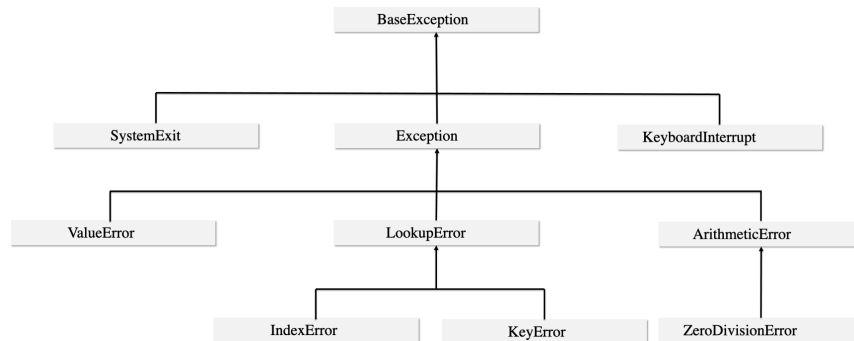 BaseException
SystemExit
Exception
KeyboardInterrupt
ValueError
LookupError
ArithmeticError
IndexError
KeyError
ZeroDivisionError